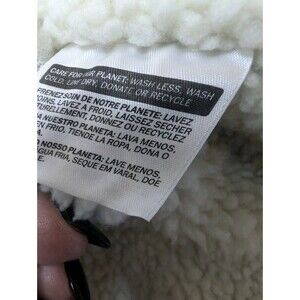 CARE FOR OUR PLANET: WASH LESS, WASH
COLD, LINE DRY, DONATE OR RECYCLE
PRENEZ SOIN DE NOTRE PLANETE: LAVEZ
MOINS, LAVEZ A FROID, LAISSEZ SECHER
NATURELLEMENT, DONNEZ OU RECYCLEZ
A NUESTRO PLANETA: LAVE MENOS,
EN FRIO, TIENDE LA ROPA, DONA O
O NOSSO PLANETA: LAVE MENOS,
GUA FRIA, SEQUE EM VARAL, DOE